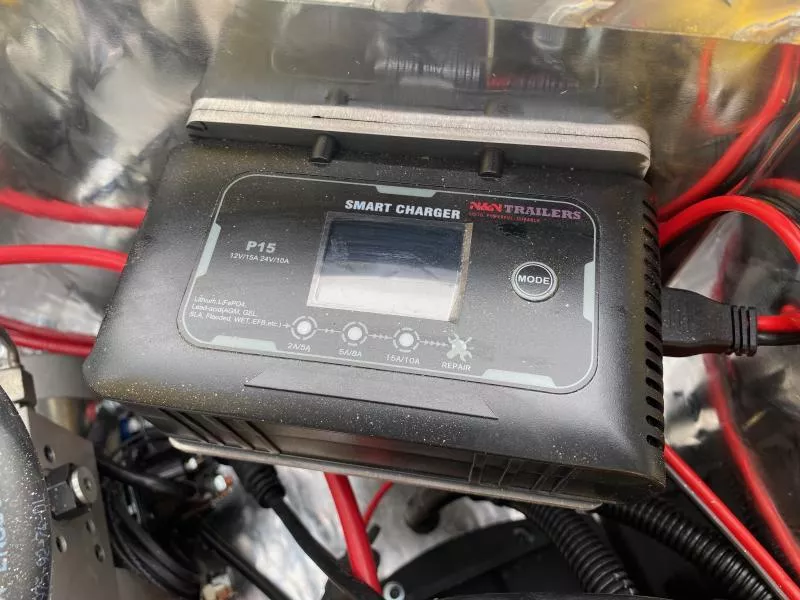 SMART CHARGER
N&N TRAILERS
P15
12V/15A 24V/10A
MODE
Lithium,LiFePO4,
Lead-acid(AGM, GEL,
SLA, Flooded, WET, EFB,etc.)
2A/5A
5A/8A
15A/10A
REPAIR